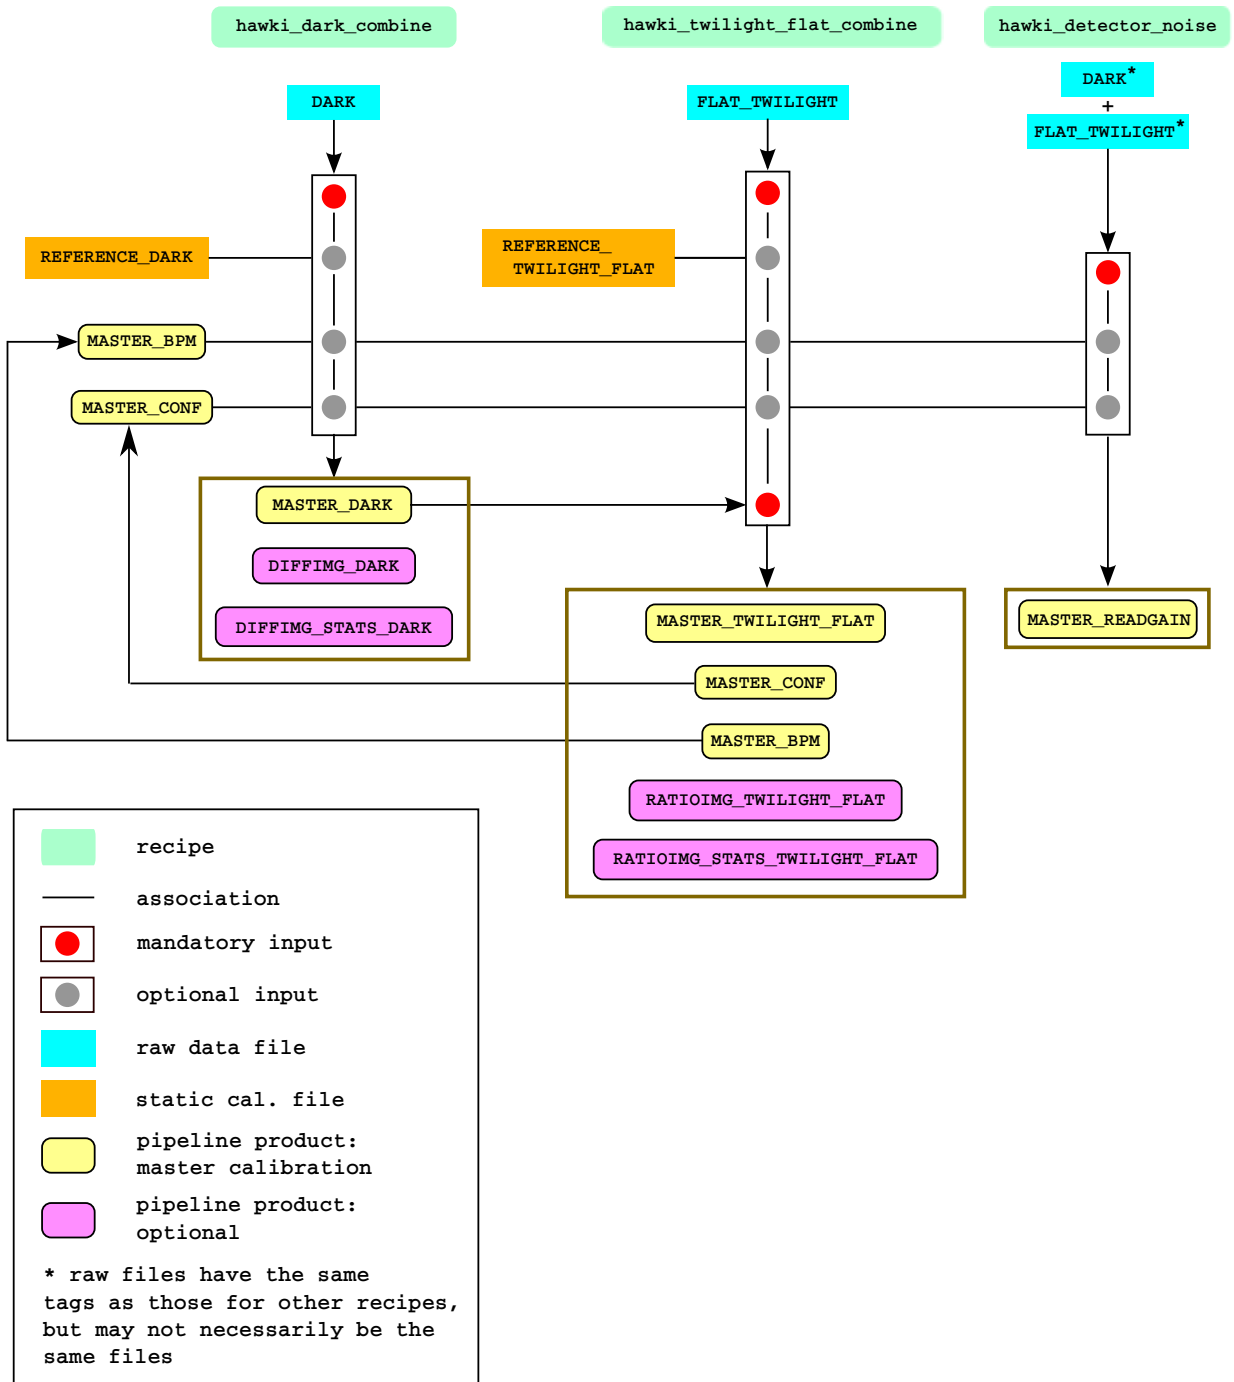 hawki_dark_combine
hawki_twilight_flat_combine
hawki_detector_noise
DARK
FLAT_TWILIGHT
DARK*
+
FLAT_TWILIGHT*
REFERENCE_DARK
REFERENCE_
TWILIGHT_FLAT
MASTER_BPM
MASTER_CONF
MASTER_DARK
DIFFIMG_DARK
DIFFIMG_STATS_DARK
MASTER_TWILIGHT_FLAT
MASTER_CONF
MASTER_BPM
RATIOIMG_TWILIGHT_FLAT
RATIOIMG_STATS_TWILIGHT_FLAT
MASTER_READGAIN
recipe
association
mandatory input
optional input
raw data file
static cal. file
pipeline product:
master calibration
pipeline product:
optional
* raw files have the same
tags as those for other recipes,
but may not necessarily be the
same files